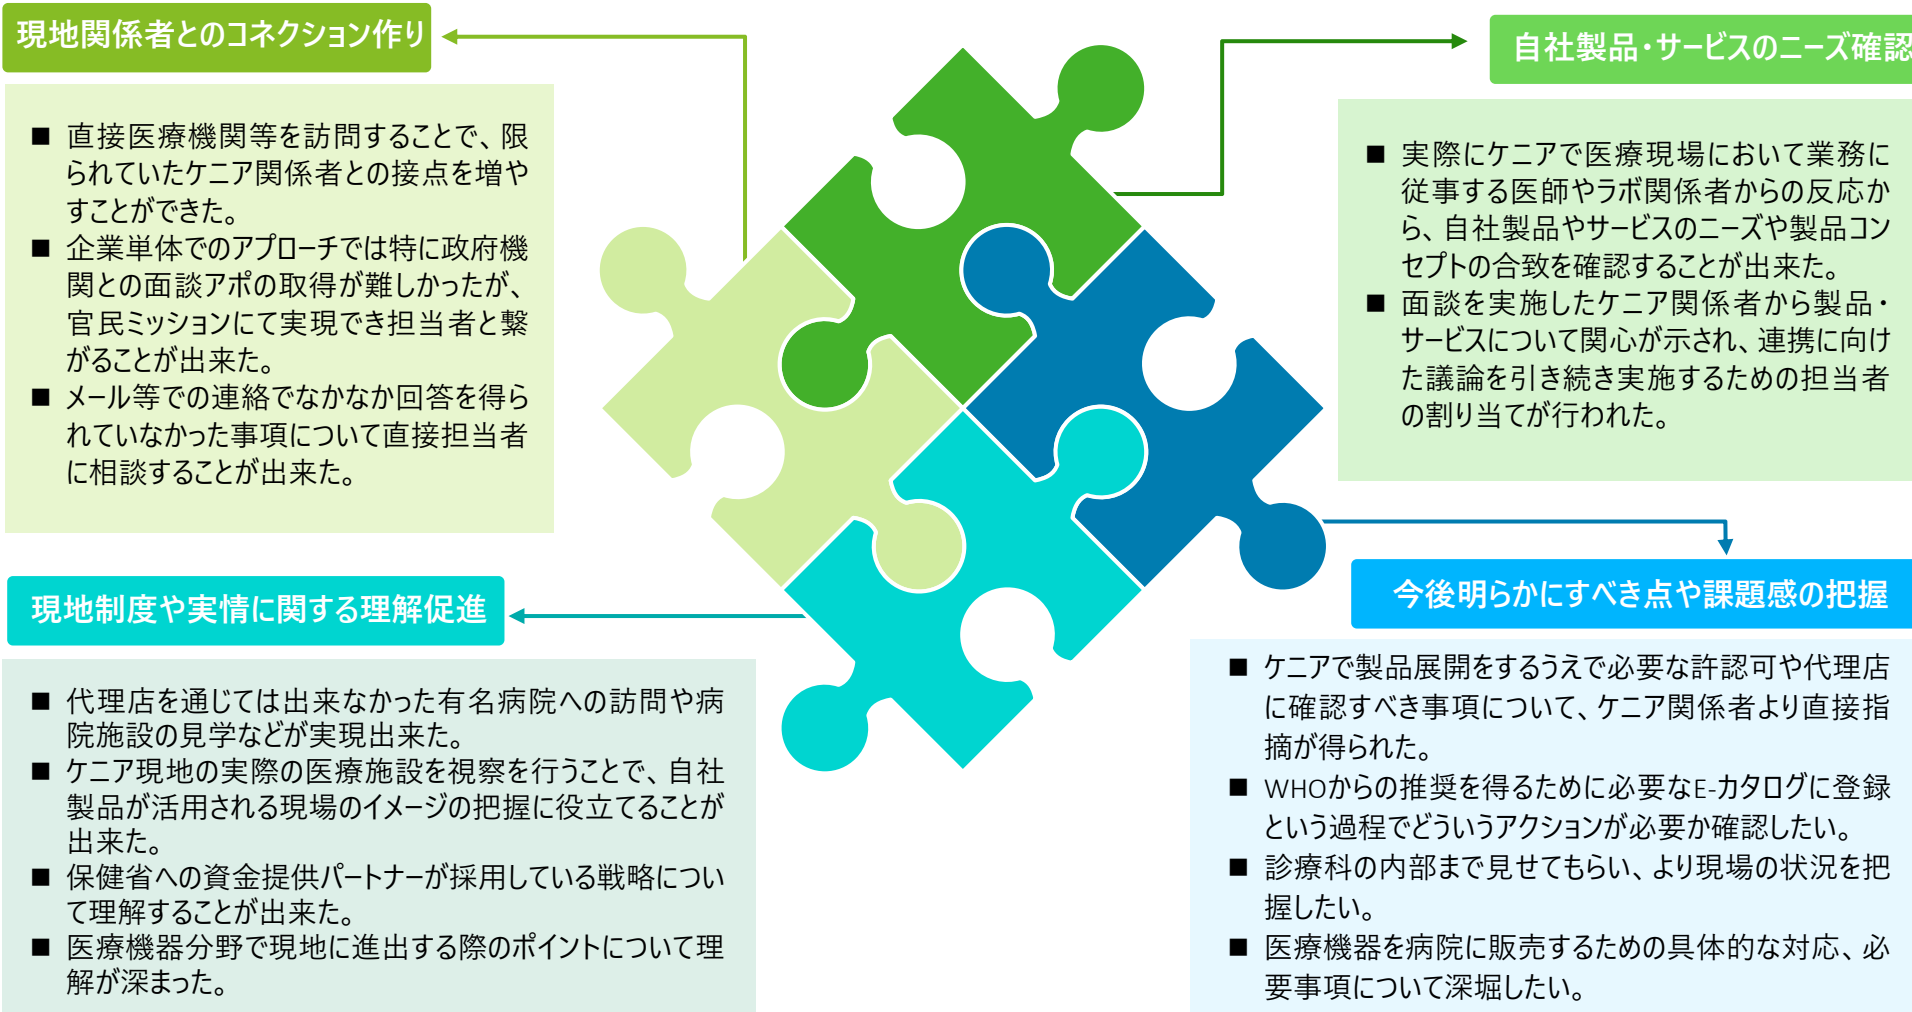 現地関係者とのコネクション作り
■ 直接医療機関等を訪問することで、限
られていたケニア関係者との接点を増や
すことができた。
■ 企業単体でのアプローチでは特に政府機
関との面談アポの取得が難しかったが、
官民ミッションにて実現でき担当者と繋
がることが出来た。
■ メール等での連絡でなかなか回答を得ら
れていなかった事項について直接担当者
に相談することが出来た。
自社製品・サービスのニーズ確認
■ 実際にケニアで医療現場において業務に
従事する医師やラボ関係者からの反応か
ら、自社製品やサービスのニーズや製品コン
セプトの合致を確認することが出来た。
■ 面談を実施したケニア関係者から製品・
サービスについて関心が示され、連携に向け
た議論を引き続き実施するための担当者
の割り当てが行われた。
現地制度や実情に関する理解促進
■ 代理店を通じては出来なかった有名病院への訪問や病
院施設の見学などが実現出来た。
■ ケニア現地の実際の医療施設を視察を行うことで、自社
製品が活用される現場のイメージの把握に役立てることが
出来た。
■ 保健省への資金提供パートナーが採用している戦略につい
て理解することが出来た。
■ 医療機器分野で現地に進出する際のポイントについて理
解が深まった。
今後明らかにすべき点や課題感の把握
■ ケニアで製品展開をするうえで必要な許認可や代理店
に確認すべき事項について、ケニア関係者より直接指
摘が得られた。
■ WHOからの推奨を得るために必要なE-カタログに登録
という過程でどういうアクションが必要か確認したい。
■ 診療科の内部まで見せてもらい、より現場の状況を把
握したい。
■ 医療機器を病院に販売するための具体的な対応、必
要事項について深堀したい。